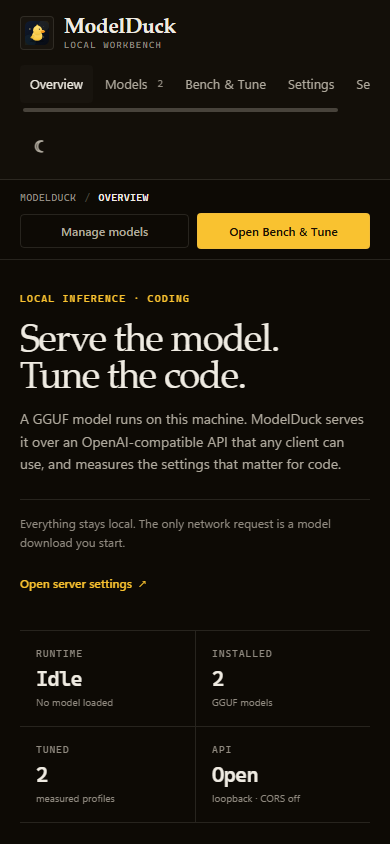 ModelDuck
LOCAL WORKBENCH
Overview Models 2 Bench & Tune Settings Se
MODELDUCK / OVERVIEW
Manage models Open Bench & Tune
LOCAL INFERENCE · CODING
Serve the model.
Tune the code.
A GGUF model runs on this machine. ModelDuck serves
it over an OpenAI-compatible API that any client can
use, and measures the settings that matter for code.
Everything stays local. The only network request is a model
download you start.
Open server settings ↗
RUNTIME INSTALLED
Idle 2
No model loaded GGUF models
TUNED API
2 Open
measured profiles loopback · CORS off